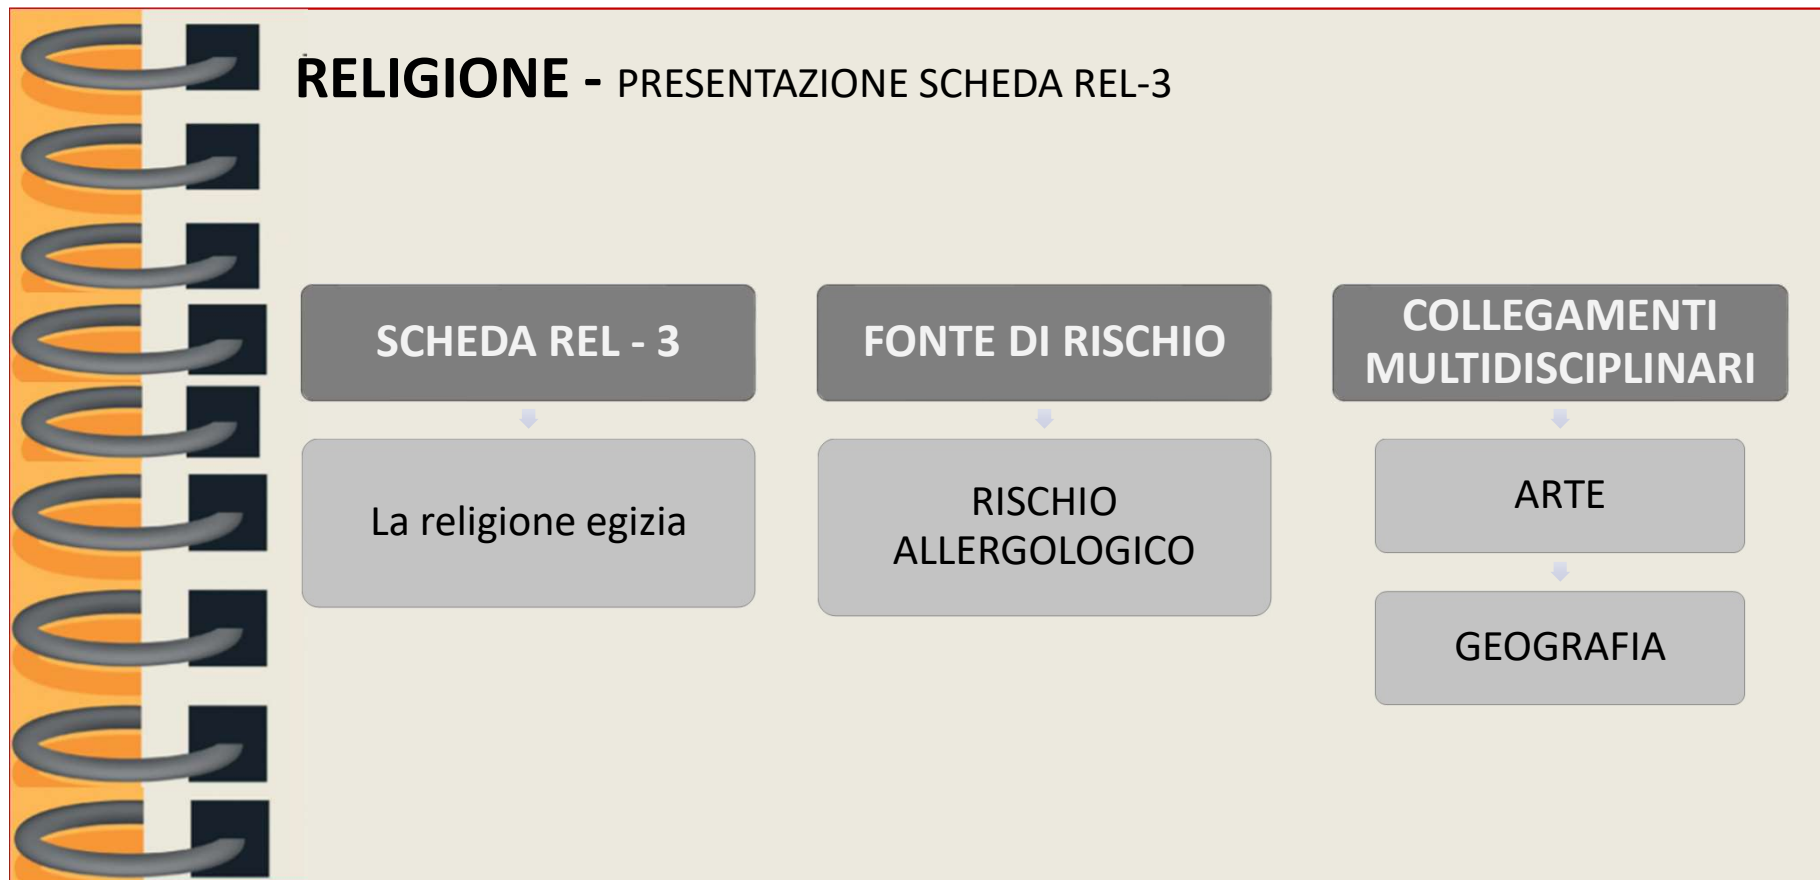 RELIGIONE - PRESENTAZIONE SCHEDA REL-3
SCHEDA REL - 3
La religione egizia
FONTE DI RISCHIO
RISCHIO
ALLERGOLOGICO
COLLEGAMENTI
MULTIDISCIPLINARI
ARTE
GEOGRAFIA